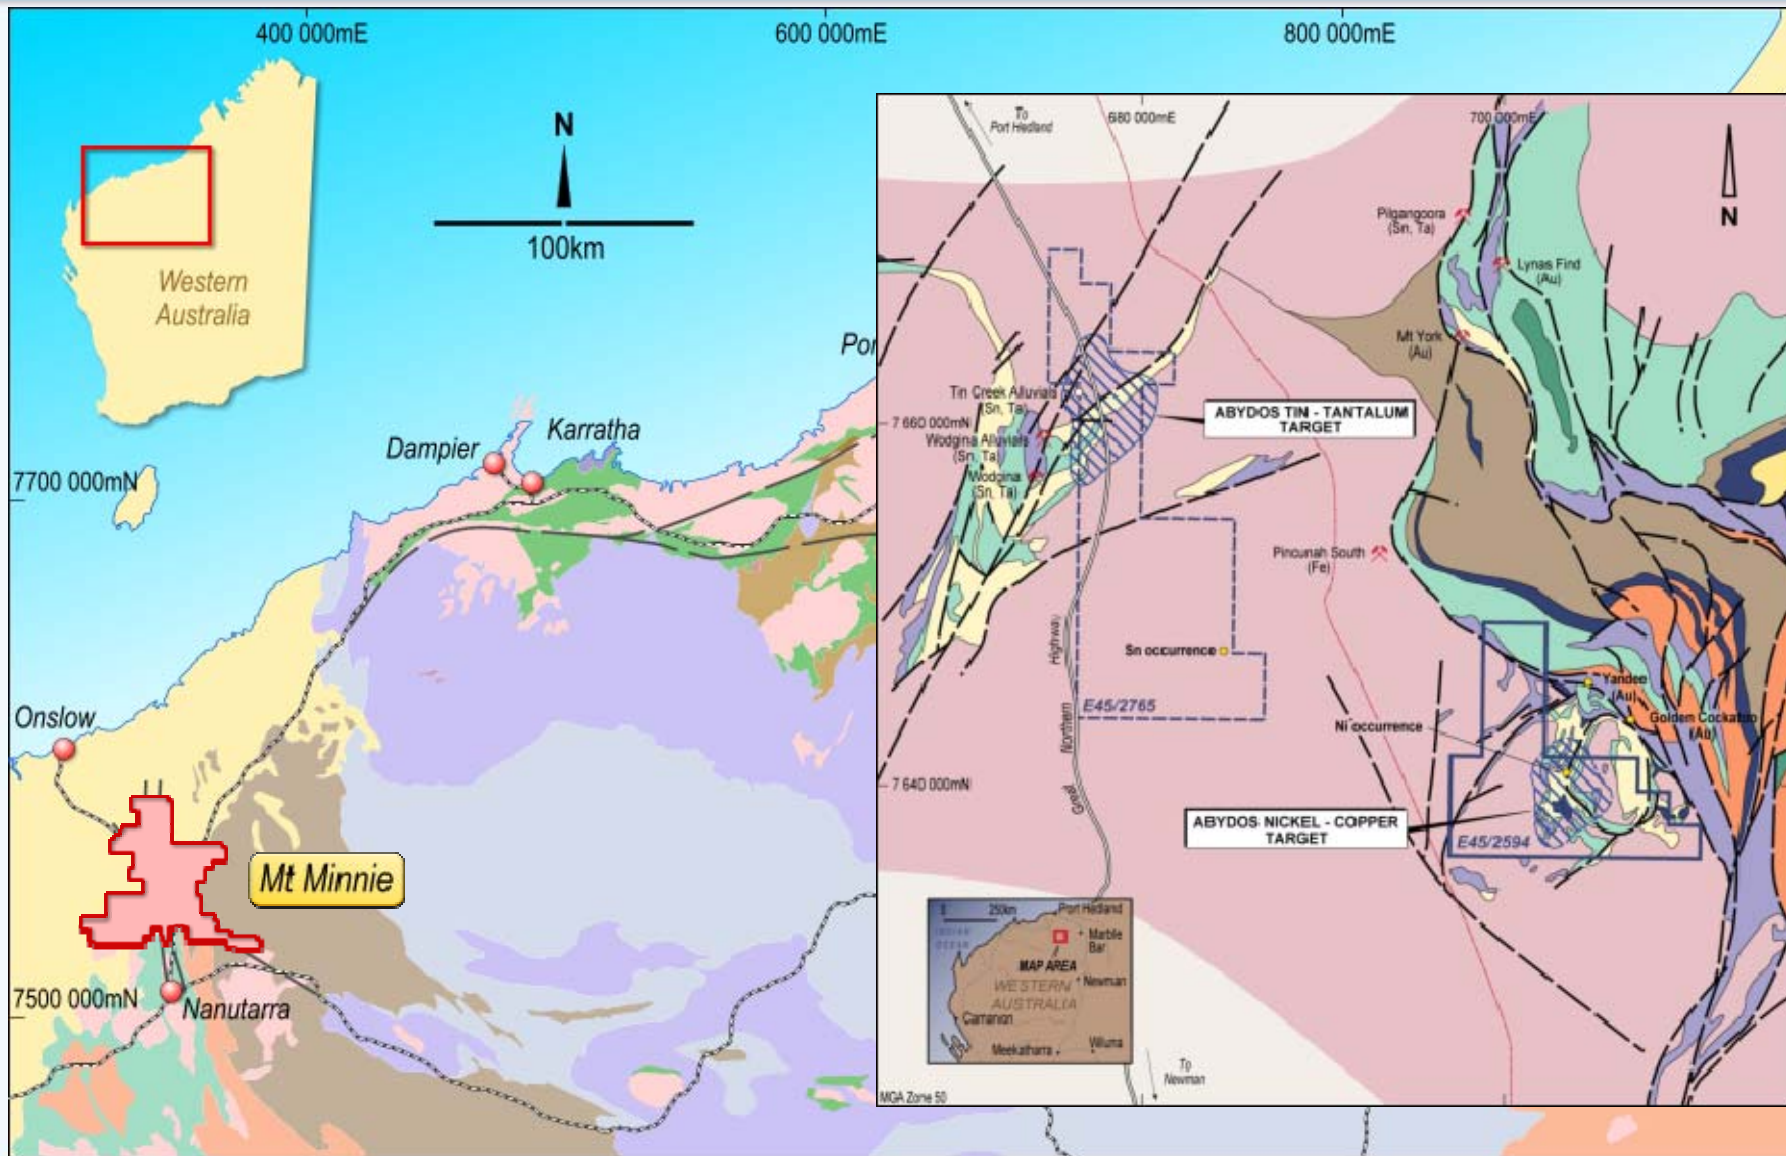 400 000mE
600 000mE
800 000mE
Western
Australia
N
100km
Dampier
Karratha
Por
7700 000mN
Onslow
Mt Minnie
7500 000mN
Nanutarra
To
Port Hedland
680 000mE
700 000mE
N
Pilgangoora
(Sn, Ta)
Lynas Find
(Au)
Mt York
(Au)
Tin Creek Alluvials
(Sn, Ta)
7 660 000mN
ABYDOS TIN - TANTALUM
TARGET
Wodgina Alluvials
(Sn, Ta)
Wodgina
(Sn, Ta)
Pincunah South
(Fe)
Sn occurrence
E45/2765
Great Northern Highway
Yandee
(Au)
Golden Cockatoo
(Au)
Ni occurrence
7 640 000mN
ABYDOS NICKEL - COPPER
TARGET
E45/2594
0 250km
Port Hedland
INDIAN
OCEAN
Marble
Bar
MAP AREA
Newman
WESTERN
AUSTRALIA
Carnarvon
Meekatharra
Wiluna
To
Newman
MGA Zone 50